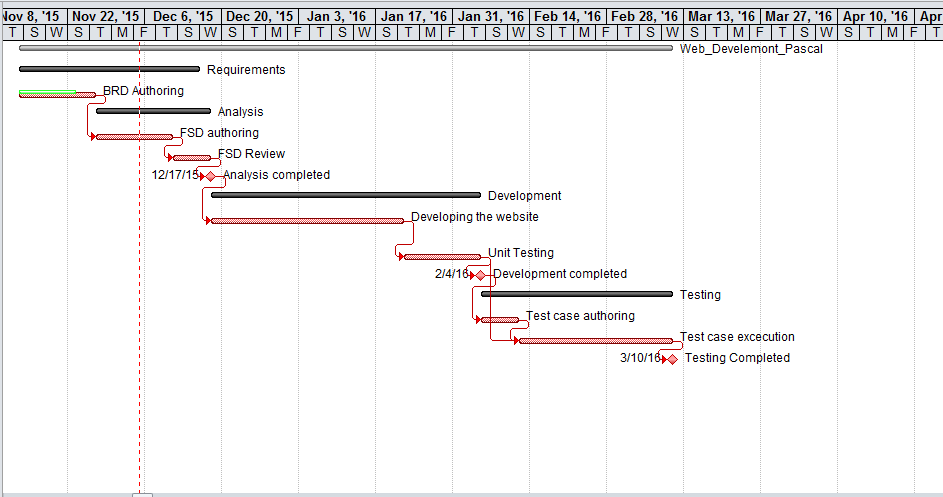 Nov 8, '15 Nov 22, '15 Dec 6, '15 Dec 20, '15 Jan 3, '16 Jan 17, '16 Jan 31, '16 Feb 14, '16 Feb 28, '16 Mar 13, '16 Mar 27, '16 Apr 10, '16 Apr
T S W S T M F T S W S T M F T S W S T M F T S W S T M F T S W S T M F T S W S T M F T
Web_Develemont_Pascal
Requirements
BRD Authoring
Analysis
FSD authoring
FSD Review
12/17/15 Analysis completed
Development
Developing the website
Unit Testing
2/4/16 Development completed
Testing
Test case authoring
Test case excecution
3/10/16 Testing Completed